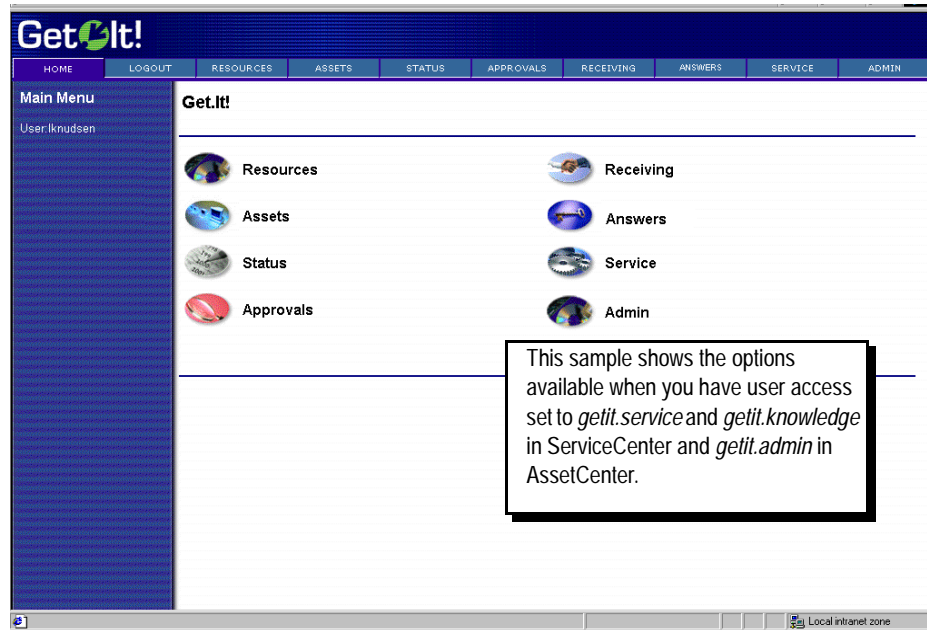 Get It!
HOME LOGOUT RESOURCES ASSETS STATUS APPROVALS RECEIVING ANSWERS SERVICE ADMIN
Main Menu
User:lknudsen
Get.It!
Resources
Receiving
Assets
Answers
Status
Service
Approvals
Admin
This sample shows the options
available when you have user access
set to getit.service and getit.knowledge
in ServiceCenter and getit.admin in
AssetCenter.
Local intranet zone